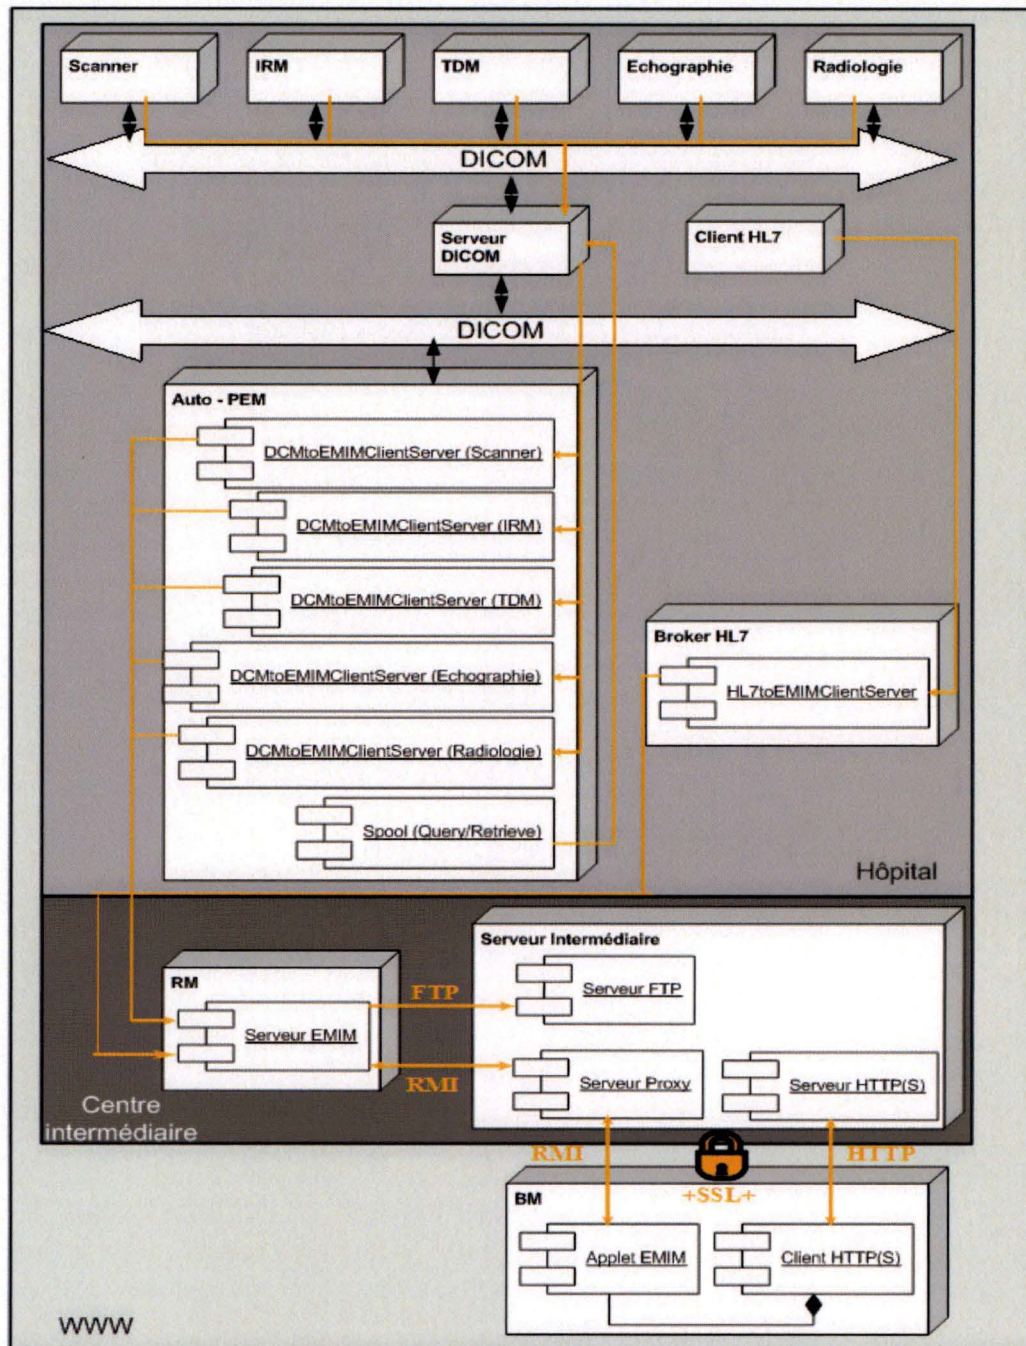 Scanner
IRM
TDM
Echographie
Radiologie
DICOM
Serveur
DICOM
Client HL7
DICOM
Auto - PEM
DCMtoEMIMClientServer (Scanner)
DCMtoEMIMClientServer (IRM)
DCMtoEMIMClientServer (TDM)
DCMtoEMIMClientServer (Echographie)
DCMtoEMIMClientServer (Radiologie)
Spool (Query/Retrieve)
Broker HL7
HL7toEMIMClientServer
Hôpital
Serveur Intermédiaire
RM
Serveur EMIM
FTP
Serveur FTP
RMI
Serveur Proxy
Serveur HTTP(S)
Centre
intermédiaire
RMI
HTTP
+SSL+
BM
Applet EMIM
Client HTTP(S)
WWW